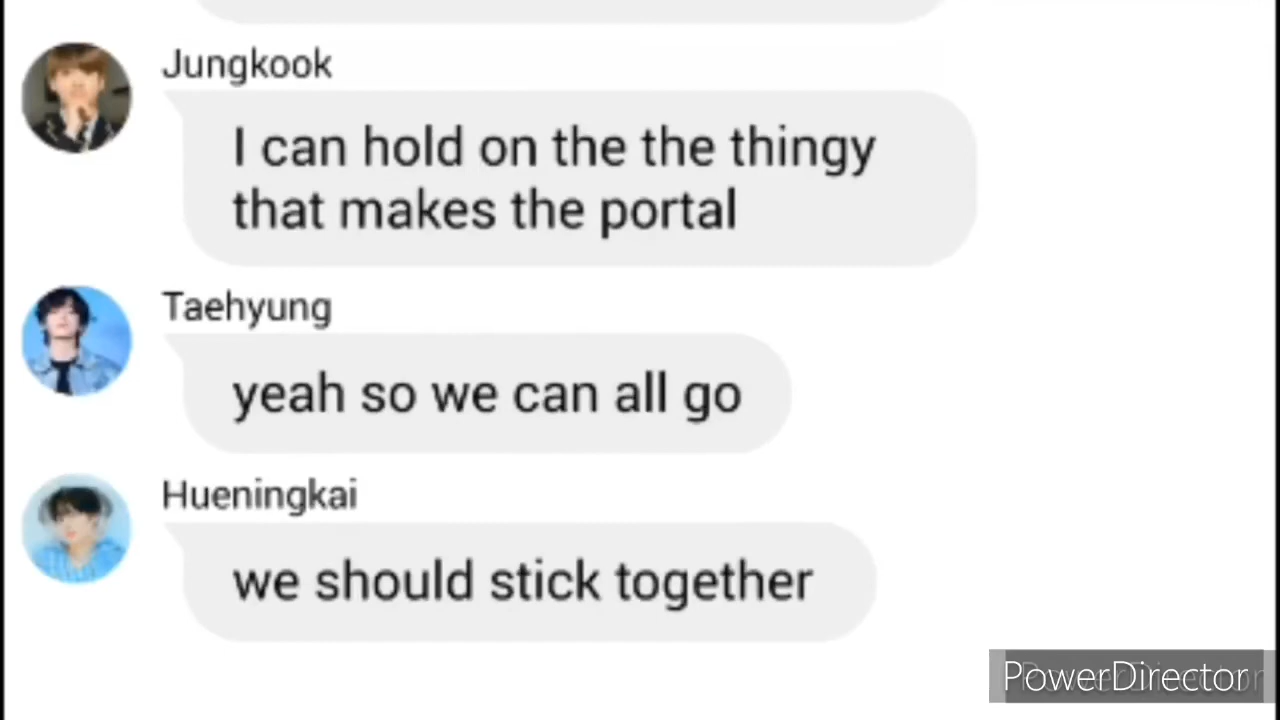 Jungkook
I can hold on the the thingy
that makes the portal
Taehyung
yeah so we can all go
Hueningkai
we should stick together
PowerDirector